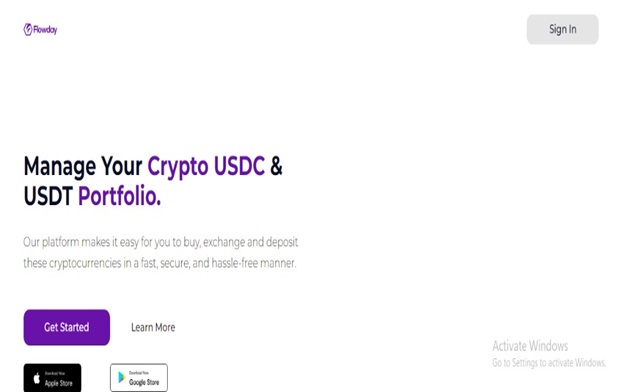 Flowday
Sign In
Manage Your Crypto USDC &
USDT Portfolio.
Our platform makes it easy for you to buy, exchange and deposit
these cryptocurrencies in a fast, secure, and hassle-free manner.
Get Started
Learn More
Download Now
Apple Store
Download Now
Google Store
Activate Windows
Go to Settings to activate Windows.